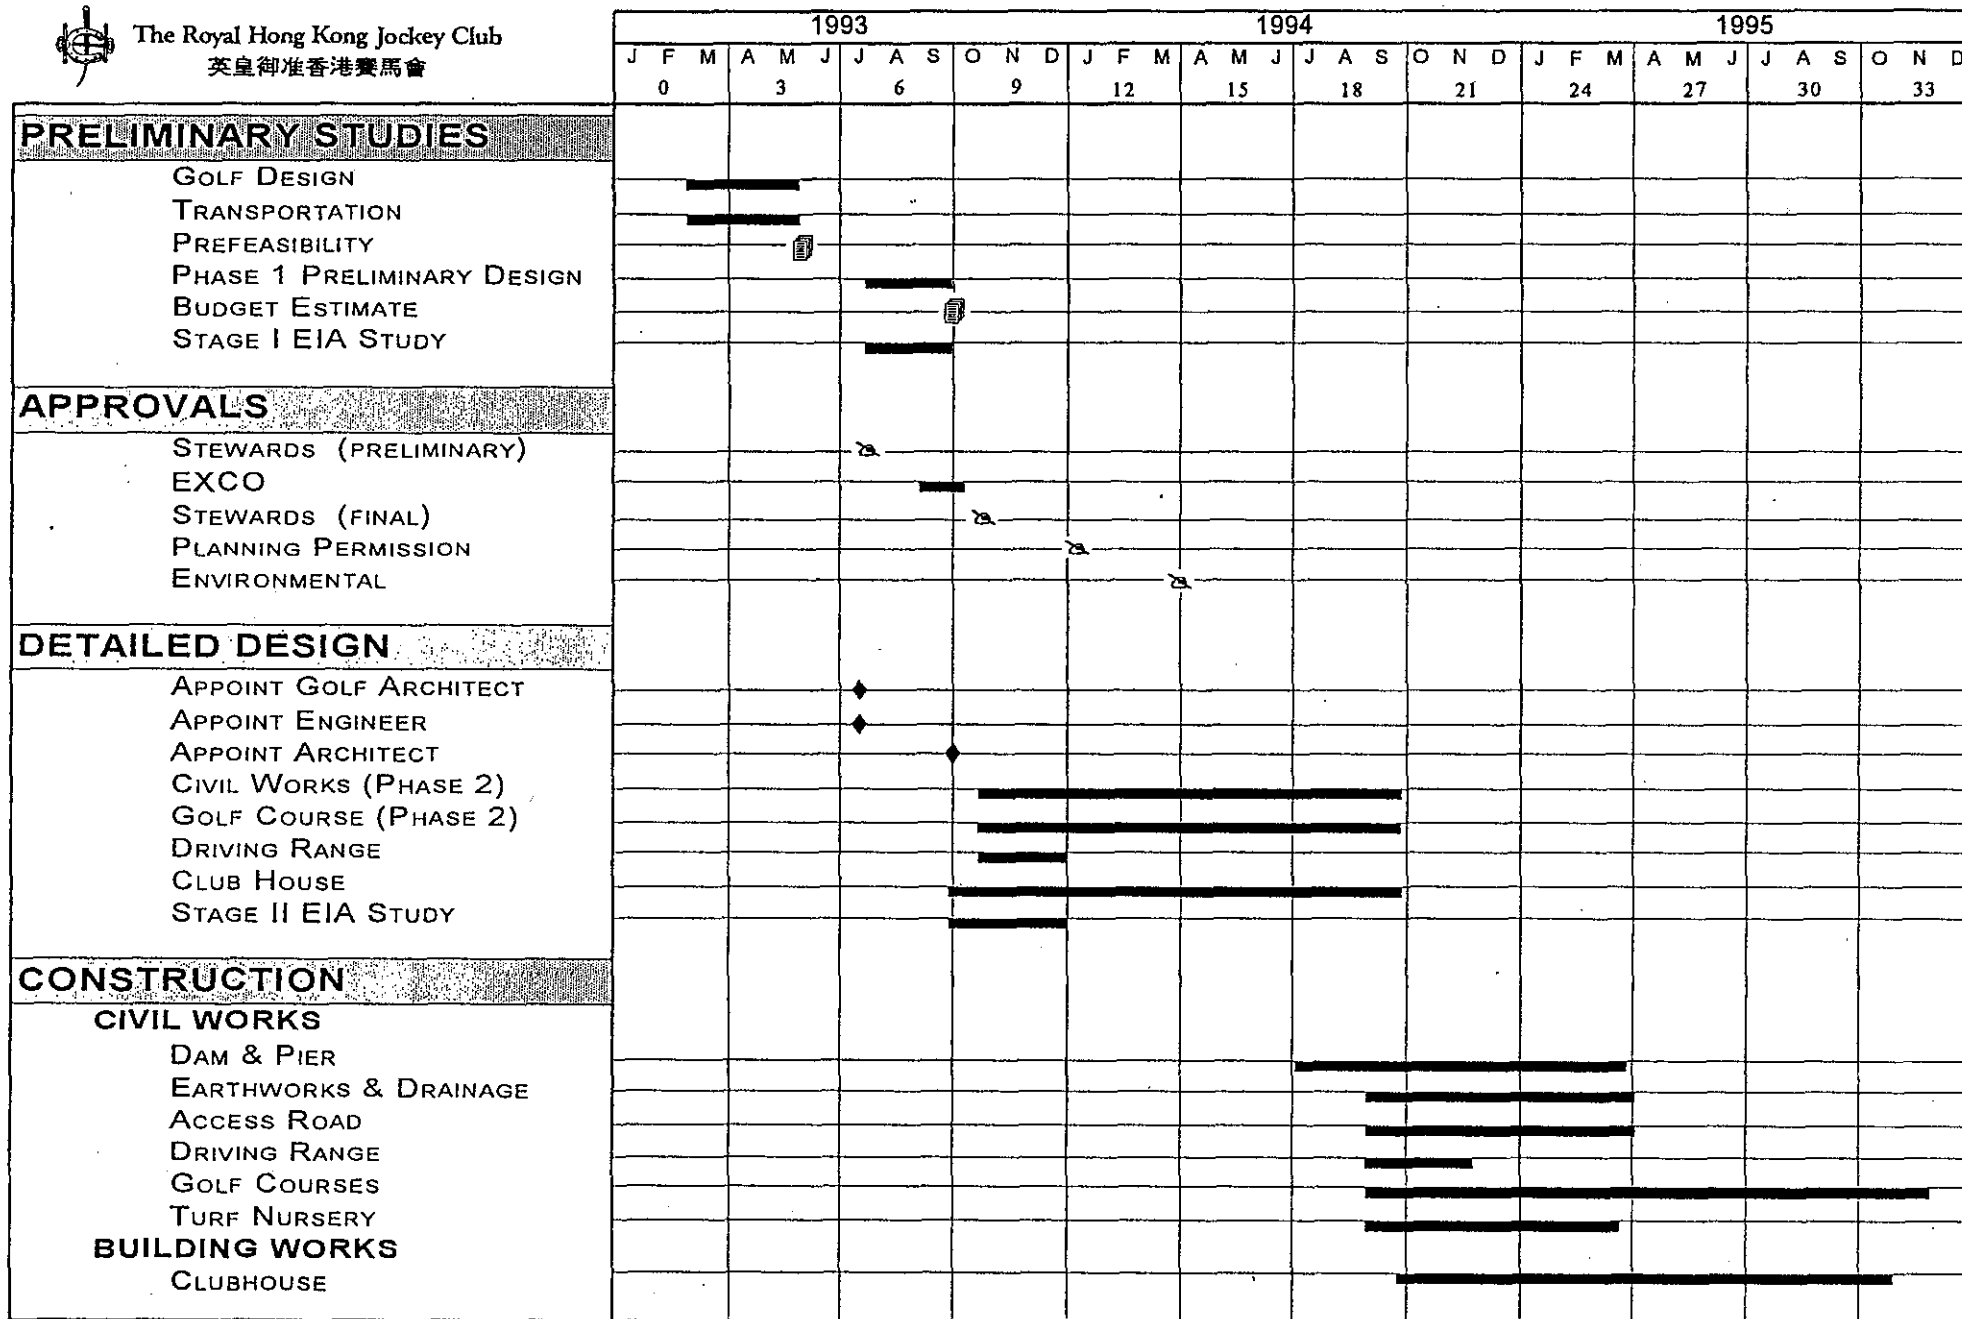 The Royal Hong Kong Jockey Club
英皇御准香港賽馬會
1993 1994 1995
J F M A M J J A S O N D J F M A M J J A S O N D J F M A M J J A S O N D
0 3 6 9 12 15 18 21 24 27 30 33
PRELIMINARY STUDIES
GOLF DESIGN
TRANSPORTATION
PREFEASIBILITY
PHASE 1 PRELIMINARY DESIGN
BUDGET ESTIMATE
STAGE I EIA STUDY
APPROVALS
STEWARDS (PRELIMINARY)
EXCO
STEWARDS (FINAL)
PLANNING PERMISSION
ENVIRONMENTAL
DETAILED DESIGN
APPOINT GOLF ARCHITECT
APPOINT ENGINEER
APPOINT ARCHITECT
CIVIL WORKS (PHASE 2)
GOLF COURSE (PHASE 2)
DRIVING RANGE
CLUB HOUSE
STAGE II EIA STUDY
CONSTRUCTION
CIVIL WORKS
DAM & PIER
EARTHWORKS & DRAINAGE
ACCESS ROAD
DRIVING RANGE
GOLF COURSES
TURF NURSERY
BUILDING WORKS
CLUBHOUSE